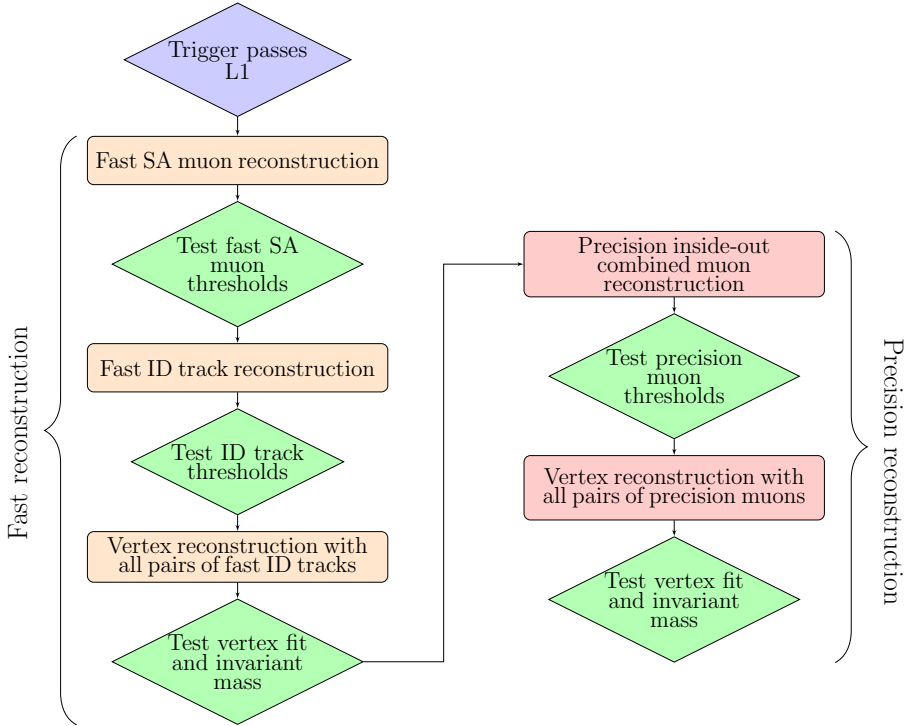 Trigger passes
L1
Fast SA muon reconstruction
Test fast SA
muon
thresholds
Fast ID track reconstruction
Test ID track
thresholds
Vertex reconstruction with
all pairs of fast ID tracks
Test vertex fit
and invariant
mass
Fast reconstruction
Precision inside-out
combined muon
reconstruction
Test precision
muon
thresholds
Vertex reconstruction with
all pairs of precision muons
Test vertex fit
and invariant
mass
Precision reconstruction